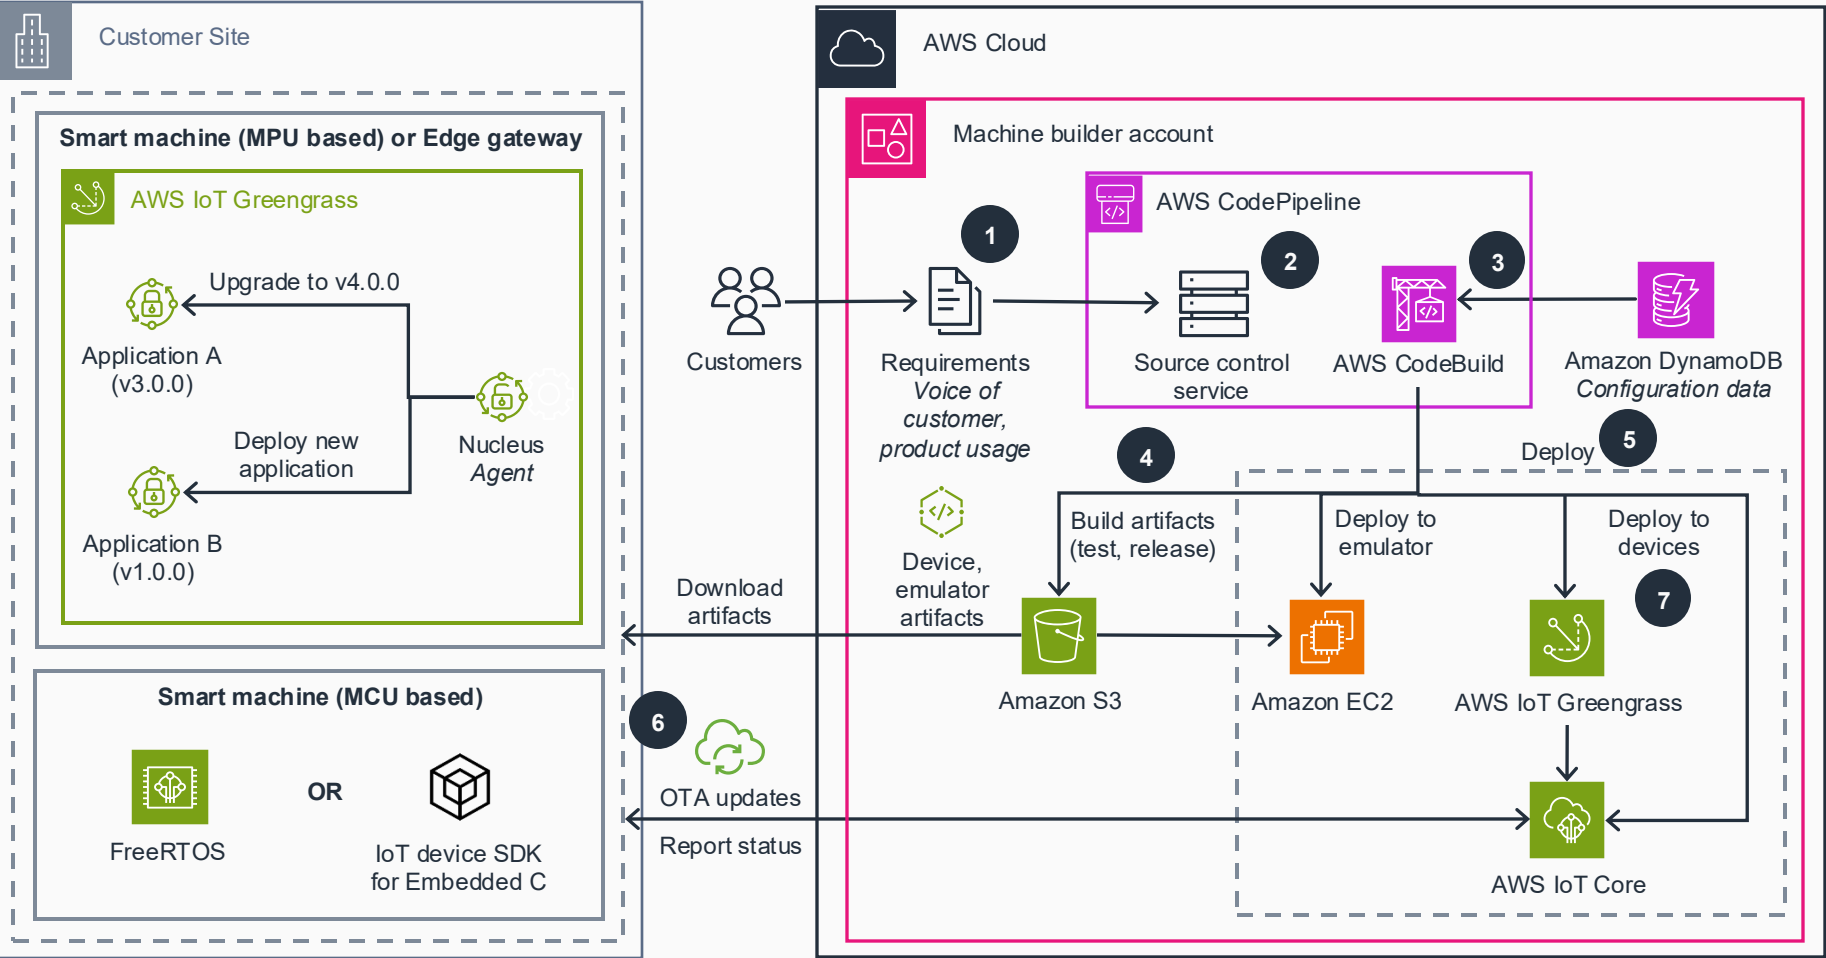 Customer Site
Smart machine (MPU based) or Edge gateway
AWS IoT Greengrass
Upgrade to v4.0.0
Application A
(v3.0.0)
Deploy new
application
Nucleus
Agent
Application B
(v1.0.0)
Smart machine (MCU based)
FreeRTOS
OR
IoT device SDK
for Embedded C
Customers
Download
artifacts
6
OTA updates
Report status
AWS Cloud
Machine builder account
1
Requirements
Voice of
customer,
product usage
AWS CodePipeline
2
Source control
service
3
AWS CodeBuild
Amazon DynamoDB
Configuration data
4
Deploy
5
Device,
emulator
artifacts
Build artifacts
(test, release)
Deploy to
emulator
Deploy to
devices
7
Amazon S3
Amazon EC2
AWS IoT Greengrass
AWS IoT Core